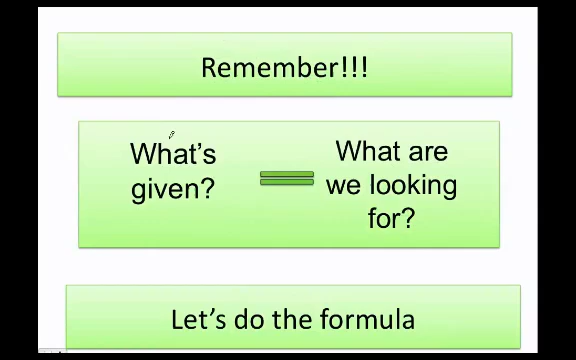 Remember!!!
What's
given?
What are
we looking
for?
Let's do the formula